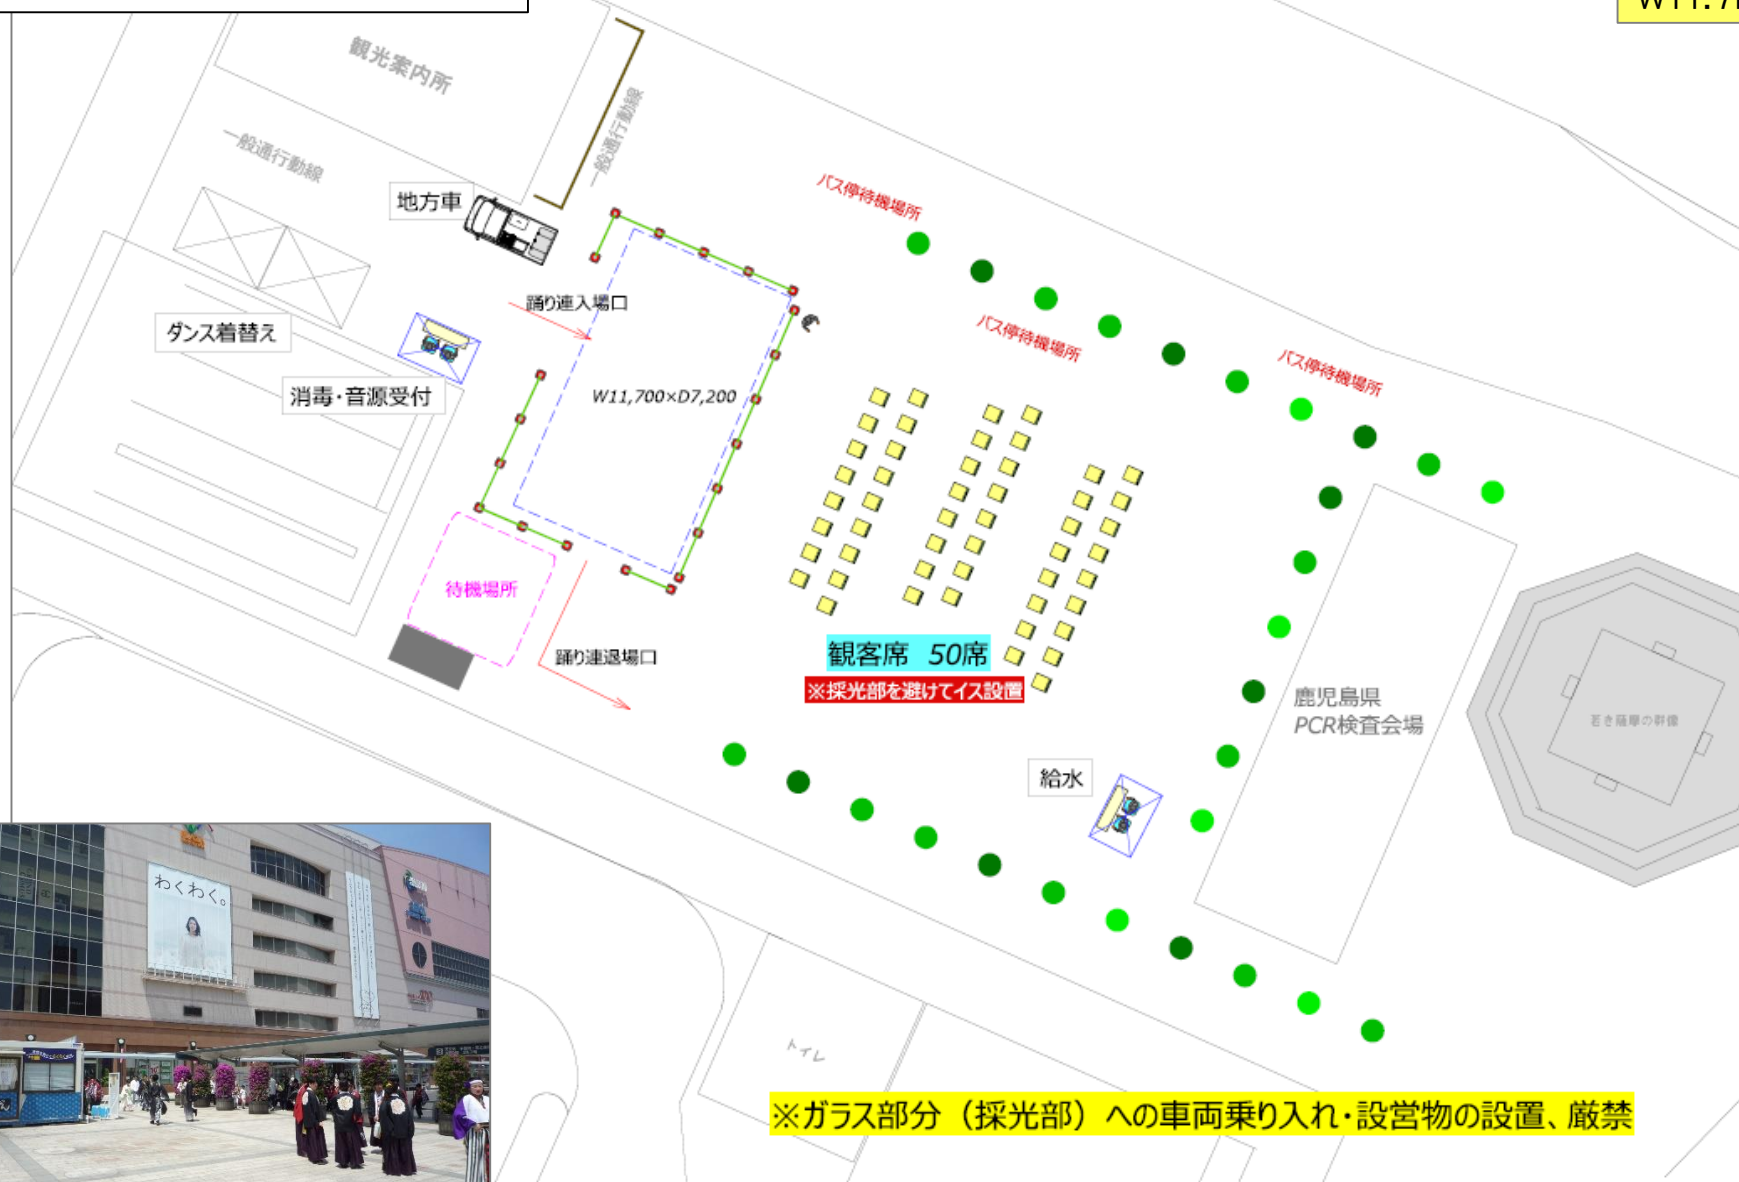 観光案内所
一般通行動線
一般通行動線
地方車
バス停待機場所
踊り連入場口
バス停待機場所
ダンス着替え
バス停待機場所
消毒・音源受付
W11,700×D7,200
待機場所
踊り連退場口
観客席 50席
※採光部を避けてイス設置
鹿児島県
PCR検査会場
若き薩摩の群像
給水
わくわく。
トイレ
※ガラス部分（採光部）への車両乗り入れ・設営物の設置、厳禁